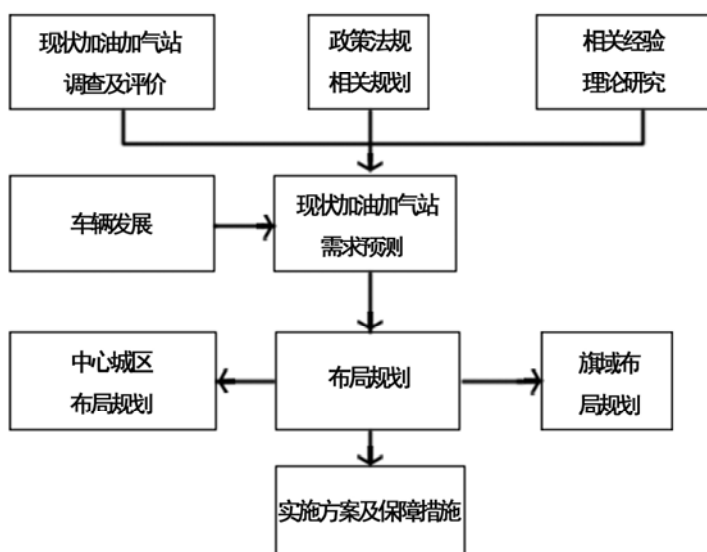 现状加油加气站
调查及评价
政策法规
相关规划
相关经验
理论研究
车辆发展
现状加油加气站
需求预测
中心城区
布局规划
布局规划
旗域布
局规划
实施方案及保障措施